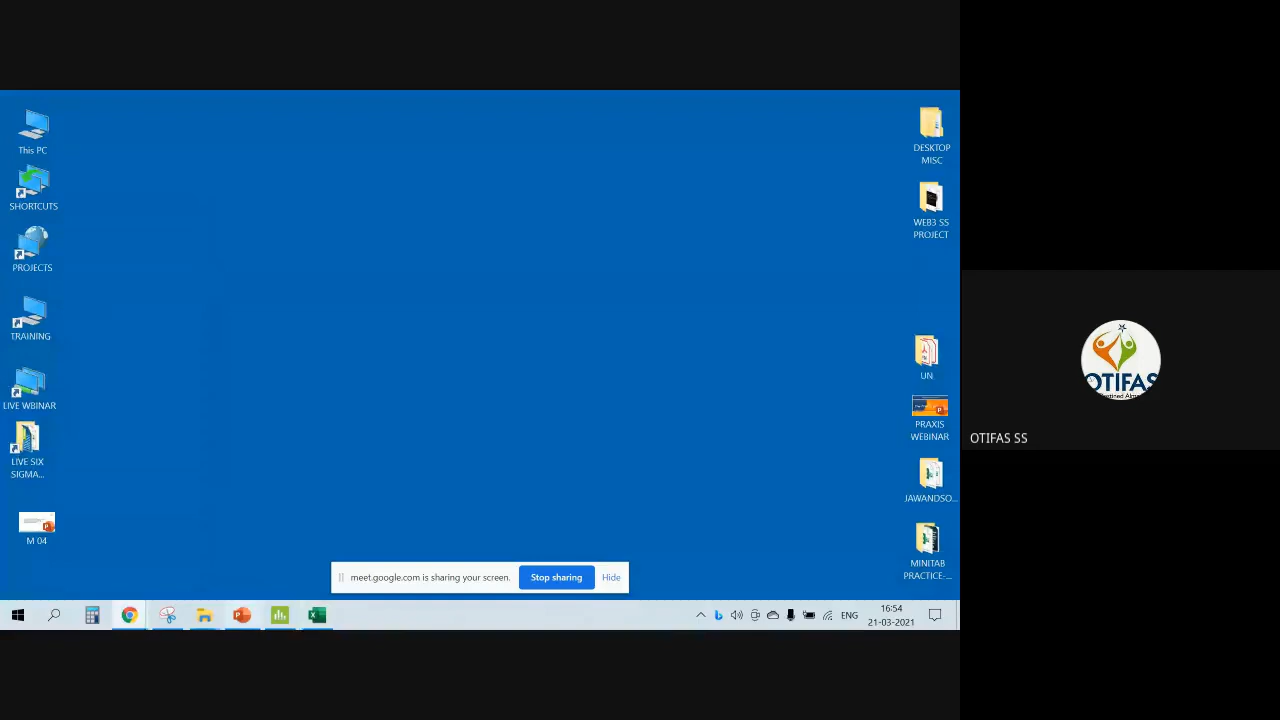 This PC
SHORTCUTS
PROJECTS
TRAINING
LIVE WBINAR
LIVE SIX
SIGMA...
M 04
DESKTOP
MISC
WEB3 SS
PROJECT
UN
PRAXIS
WEBINAR
JAWANDSO...
MINITAB
PRACTICE-...
meet.google.com is sharing your screen.
Stop sharing
Hide
ENG
16:54
21-03-2021
OTIFAS
OTIFAS SS